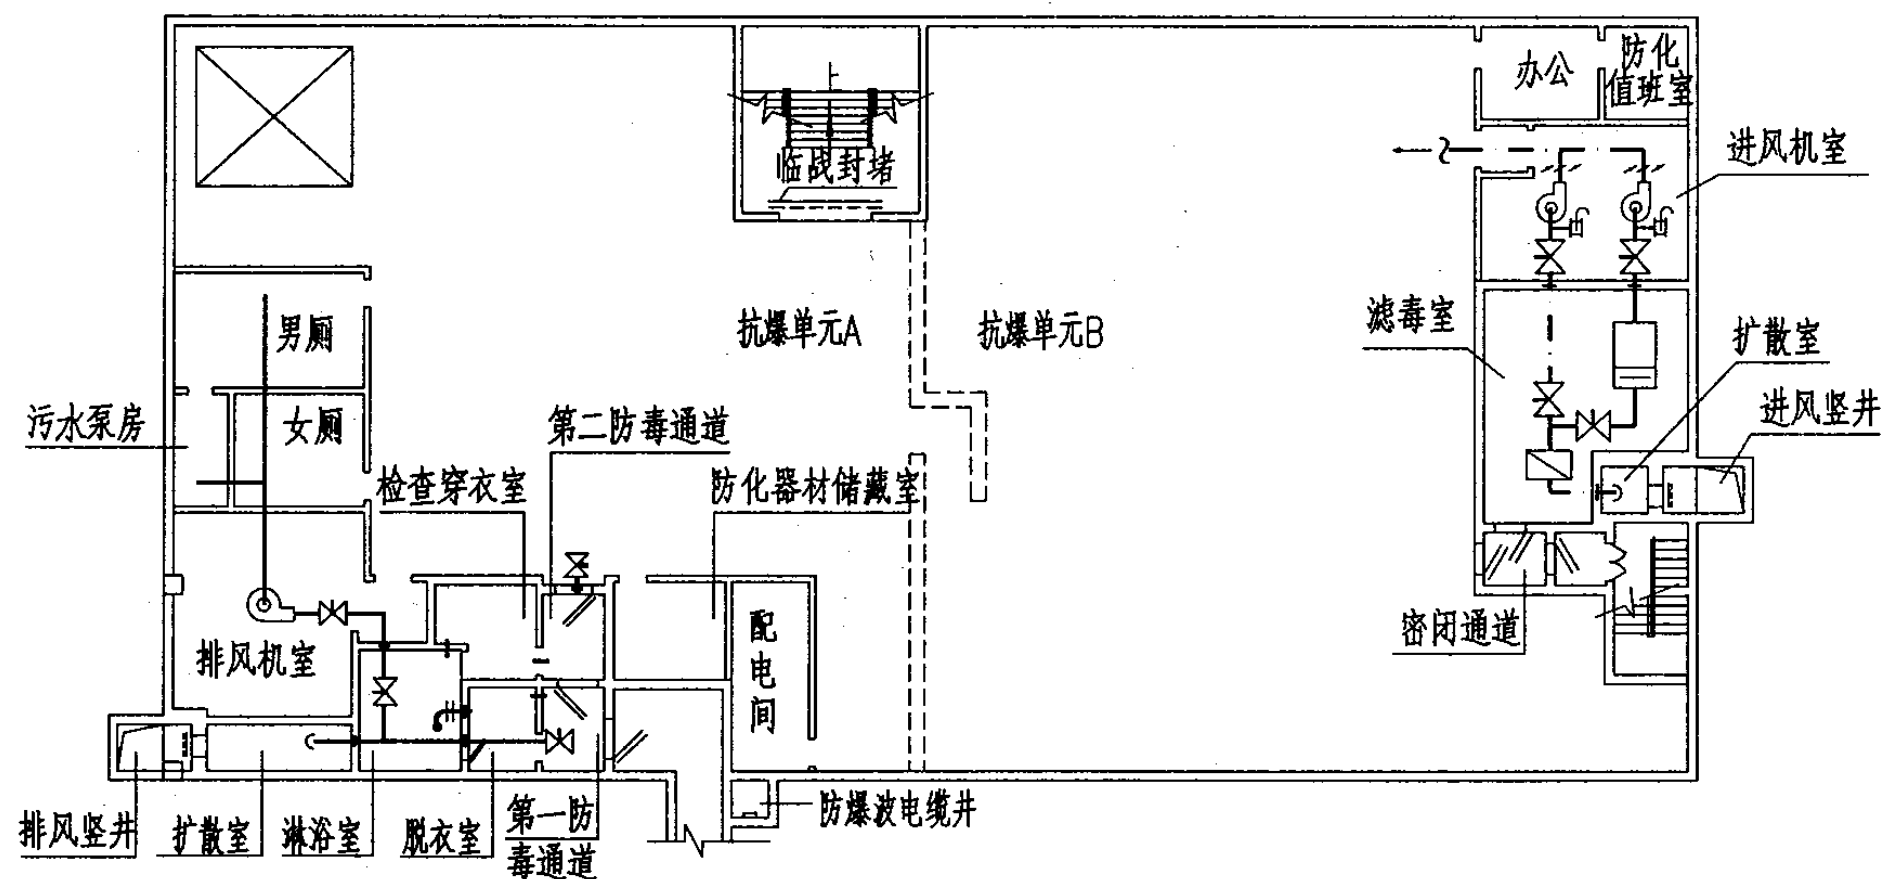 办公
防化
值班室
上
临战封堵
进风机室
抗爆单元A
抗爆单元B
滤毒室
扩散室
进风竖井
男厕
女厕
污水泵房
第二防毒通道
检查穿衣室
防化器材储藏室
密闭通道
排风机室
配
电
间
排风竖井
扩散室
淋浴室
脱衣室
第一防
毒通道
防爆波电缆井